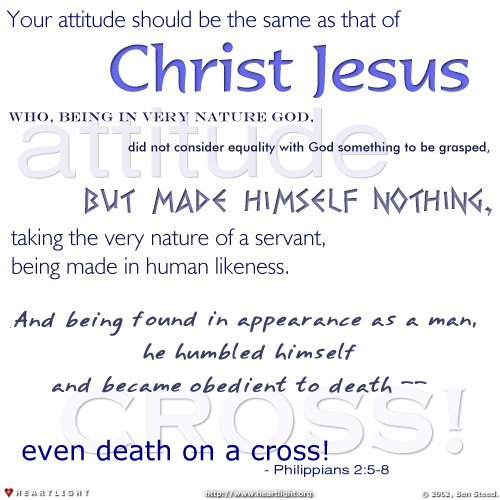 Your attitude should be the same as that of
Christ Jesus
WHO, BEING IN VERY NATURE GOD,
attitude
did not consider equality with God something to be grasped,
BUT MADE HIMSELF NOTHING,
taking the very nature of a servant,
being made in human likeness.
And being found in appearance as a man,
he humbled himself
and became obedient to death --
CROSS!
even death on a cross!
- Philippians 2:5-8
HEARTLIGHT http://www.heartlight.org © 2002, Ben Steed